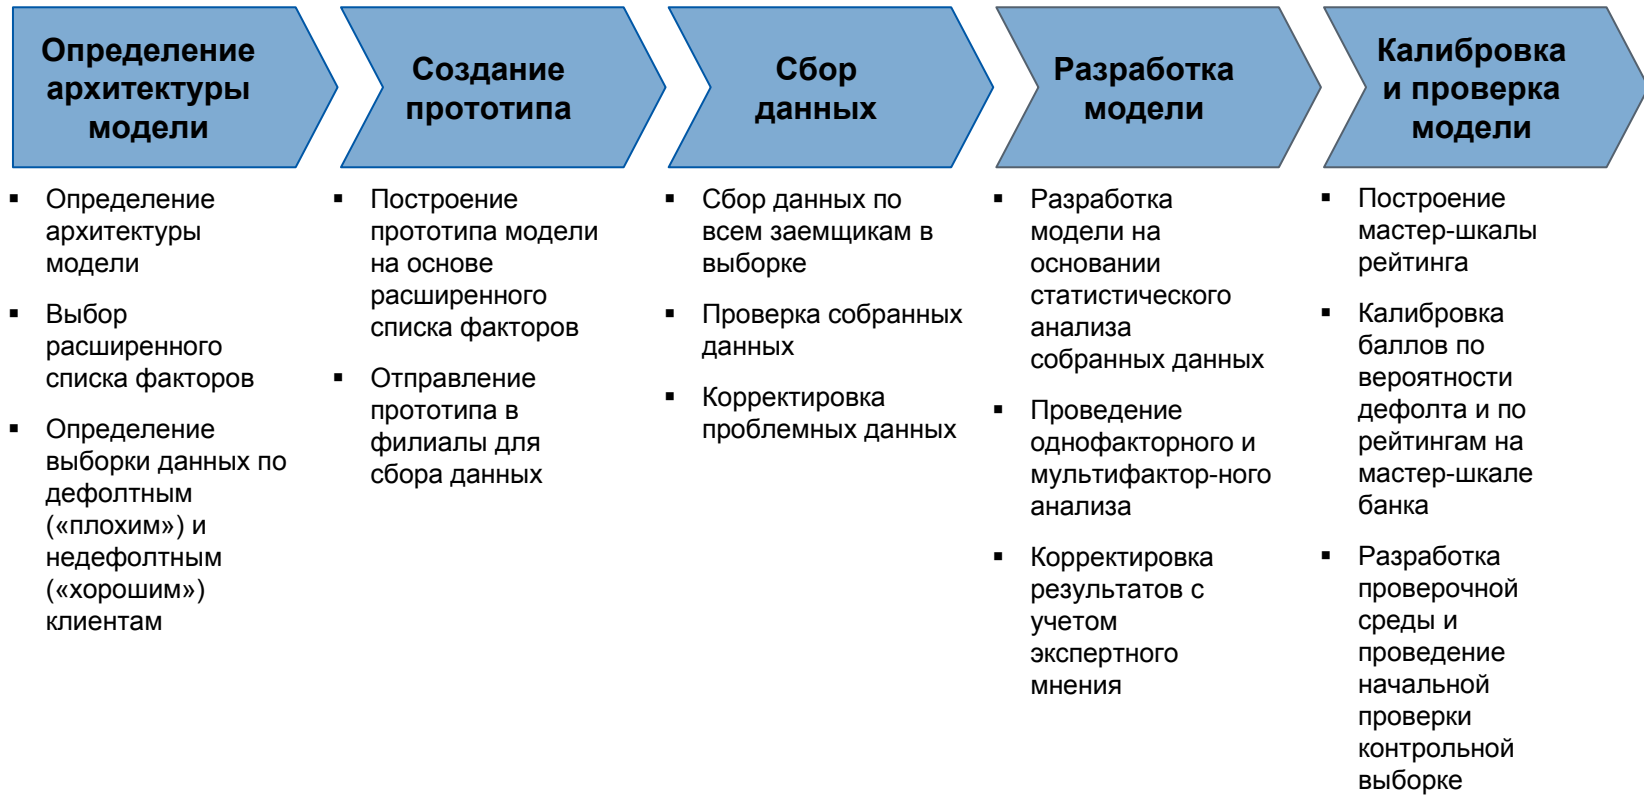 Определение
архитектуры
модели
Создание
прототипа
Сбор
данных
Разработка
модели
Калибровка
и проверка
модели
▪ Определение
архитектуры
модели
▪ Выбор
расширенного
списка факторов
▪ Определение
выборки данных по
дефолтным
(«плохим») и
недефолтным
(«хорошим»)
клиентам
▪ Построение
прототипа модели
на основе
расширенного
списка факторов
▪ Отправление
прототипа в
филиалы для
сбора данных
▪ Сбор данных по
всем заемщикам в
выборке
▪ Проверка собранных
данных
▪ Корректировка
проблемных данных
▪ Разработка
модели на
основании
статистического
анализа
собранных данных
▪ Проведение
однофакторного и
мультифактор-ного
анализа
▪ Корректировка
результатов с
учетом
экспертного
мнения
▪ Построение
мастер-шкалы
рейтинга
▪ Калибровка
баллов по
вероятности
дефолта и по
рейтингам на
мастер-шкале
банка
▪ Разработка
проверочной
среды и
проведение
начальной
проверки
контрольной
выборке